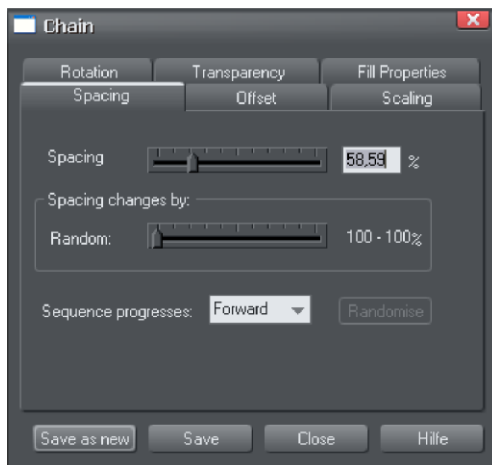 Chain
Rotation Transparency Fill Properties
Spacing Offset Scaling
Spacing 58,59 %
Spacing changes by:
Random: 100 - 100%
Sequence progresses: Forward Randomise
Save as new Save Close Hilfe